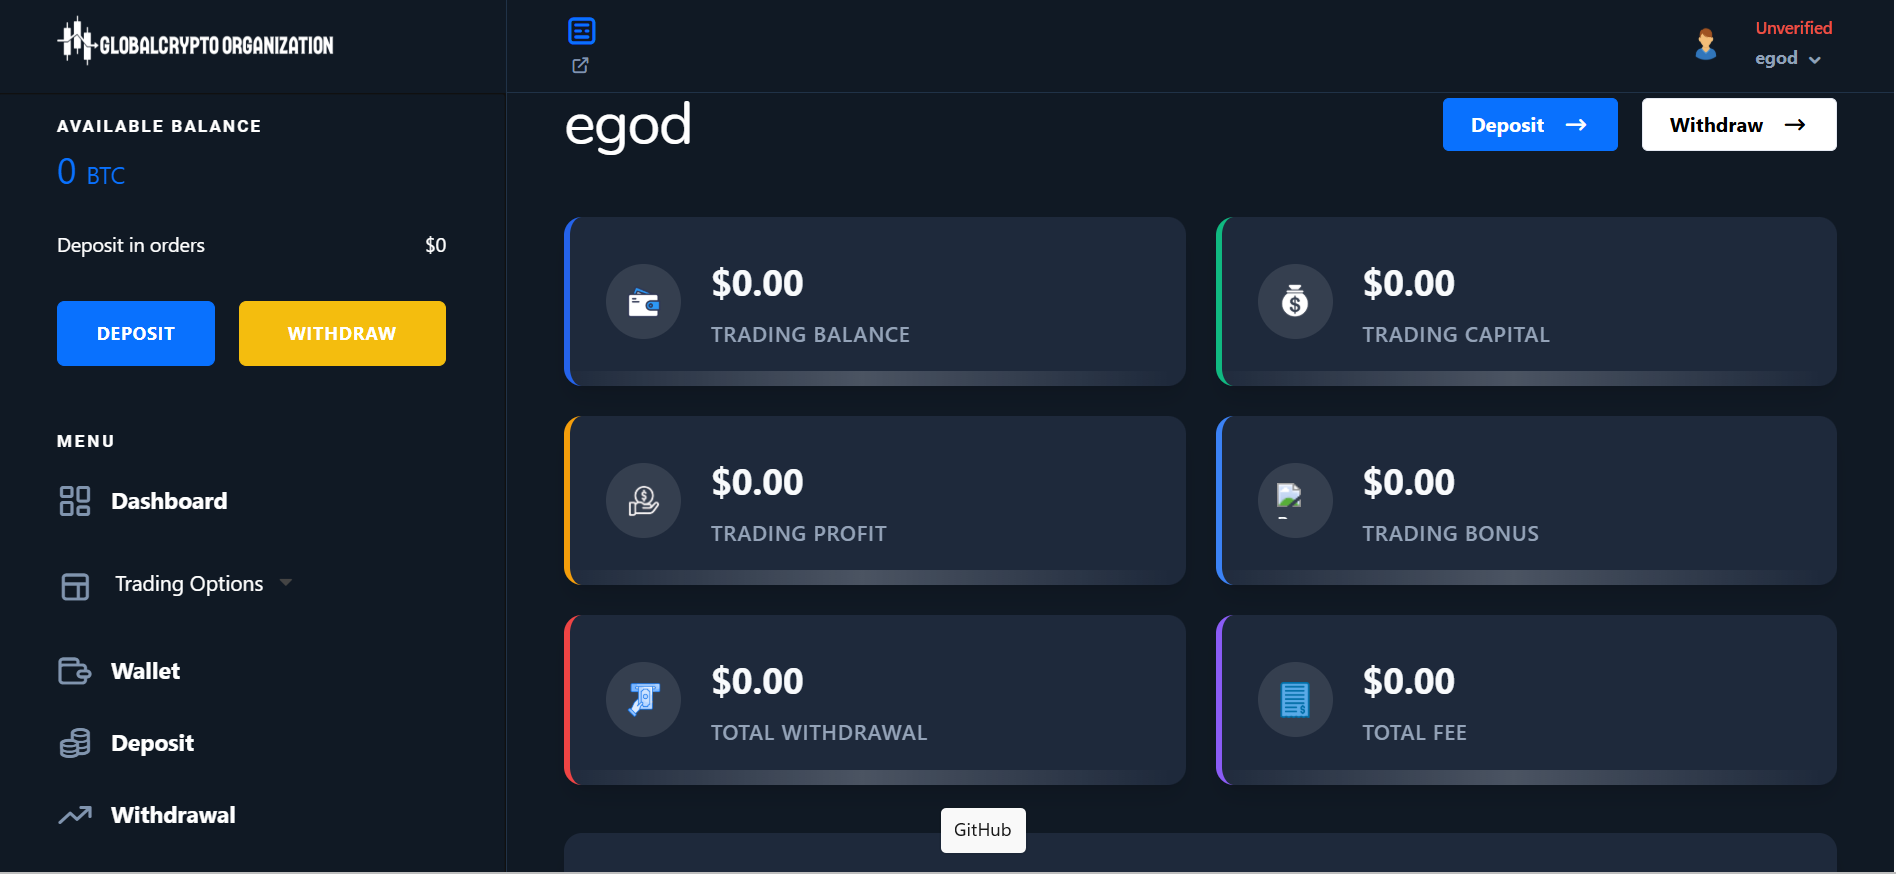 GLOBALCRYPTO ORGANIZATION
AVAILABLE BALANCE
0 BTC
Deposit in orders $0
DEPOSIT WITHDRAW
MENU
Dashboard
Trading Options
Wallet
Deposit
Withdrawal
Unverified
egod
egod
Deposit
Withdraw
$0.00
TRADING BALANCE
$0.00
TRADING CAPITAL
$0.00
TRADING PROFIT
$0.00
TRADING BONUS
$0.00
TOTAL WITHDRAWAL
$0.00
TOTAL FEE
GitHub